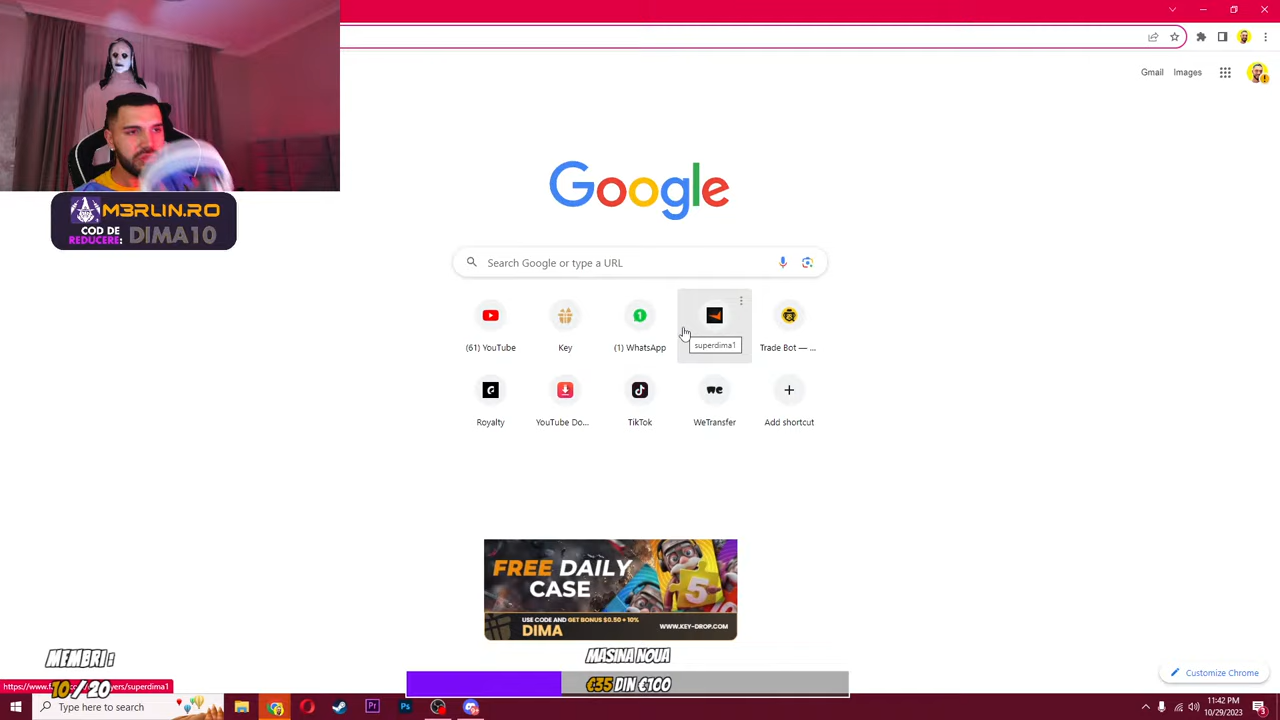 Gmail
Images
M3RLIN.RO
COD DE
REDUCERE: DIMA10
Google
Search Google or type a URL
(61) YouTube
Key
(1) WhatsApp
superdima1
Trade Bot — ...
Royalty
YouTube Do...
TikTok
WeTransfer
Add shortcut
FREE DAILY
CASE
5
USE CODE AND GET BONUS $0.50 + 10%
DIMA
WWW.KEY-DROP.COM
MASINA NOUA
€35 DIN €100
MEMBRI :
10/20
Customize Chrome
Type here to search
11:42 PM
10/29/2023
3